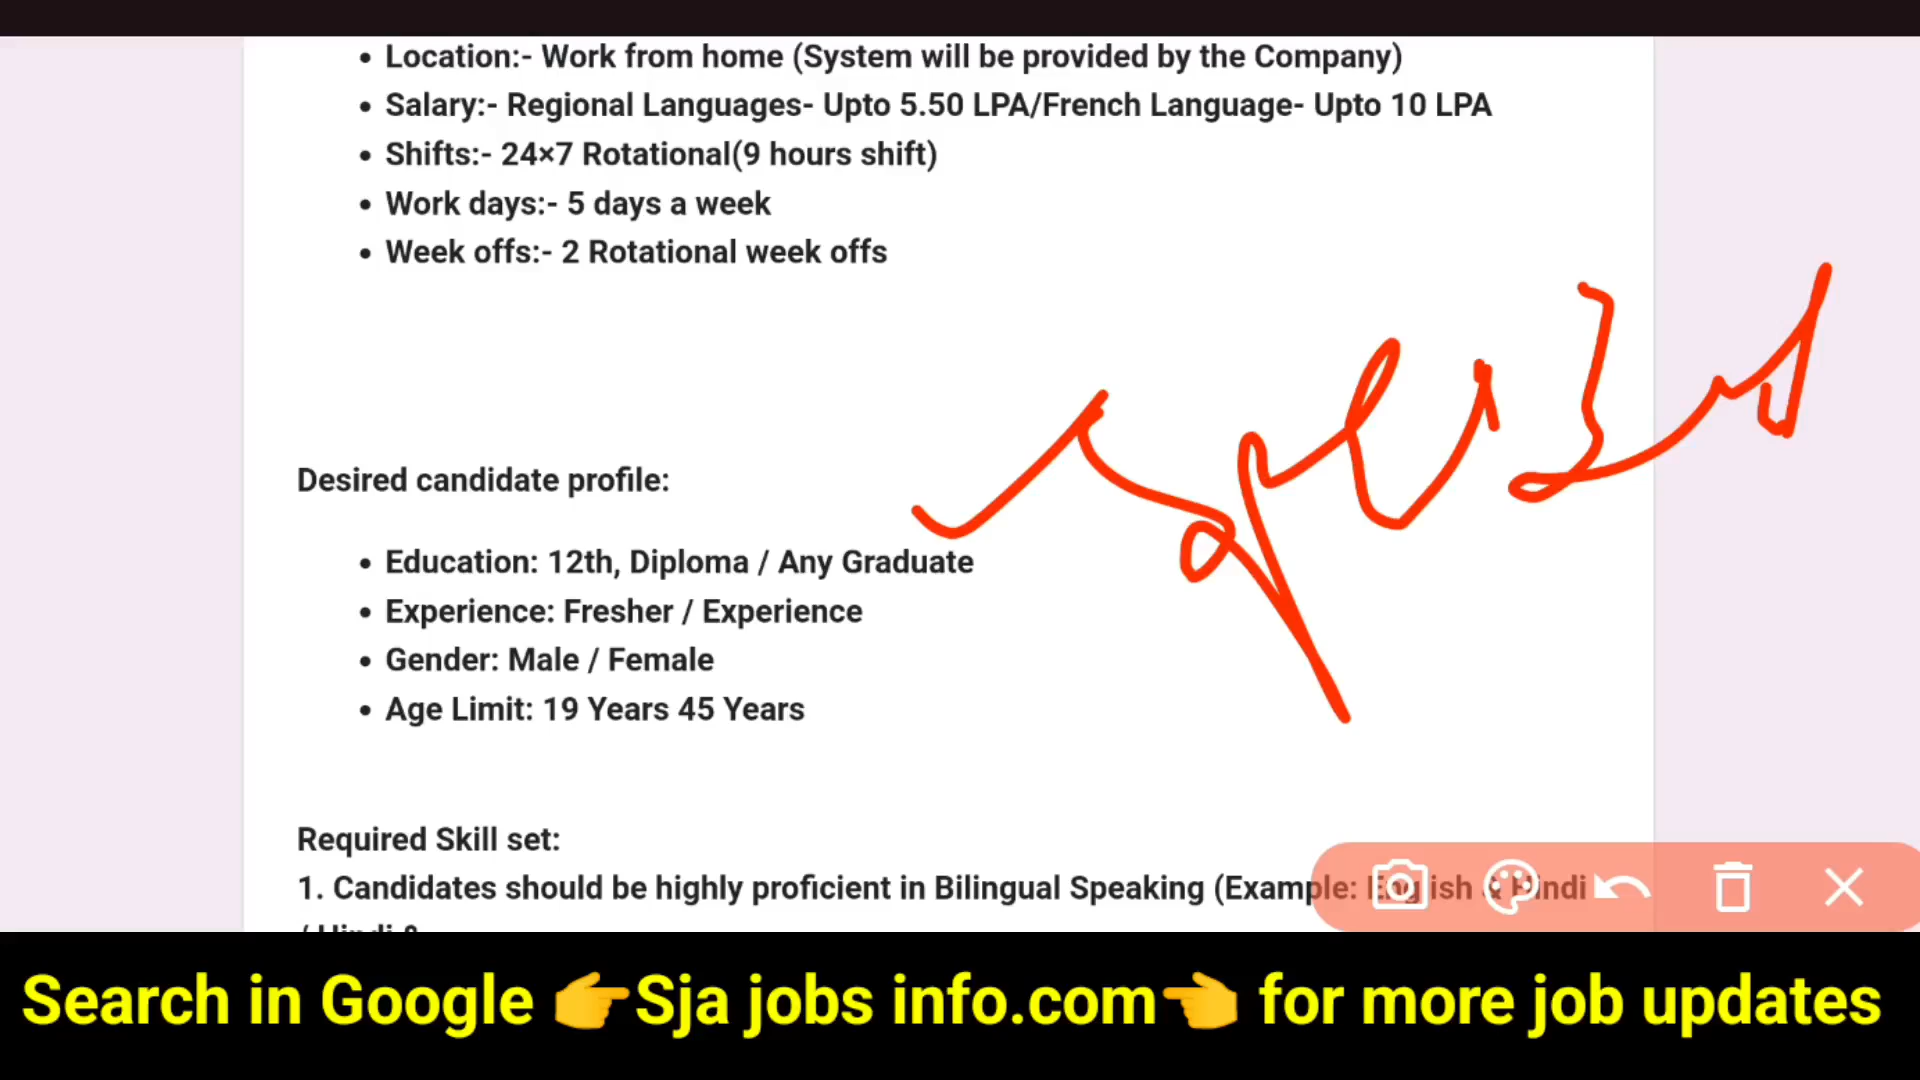 • Location:- Work from home (System will be provided by the Company)
• Salary:- Regional Languages- Upto 5.50 LPA/French Language- Upto 10 LPA
• Shifts:- 24×7 Rotational(9 hours shift)
• Work days:- 5 days a week
• Week offs:- 2 Rotational week offs
Desired candidate profile:
• Education: 12th, Diploma / Any Graduate
• Experience: Fresher / Experience
• Gender: Male / Female
• Age Limit: 19 Years 45 Years
Required Skill set:
1. Candidates should be highly proficient in Bilingual Speaking (Example: English & Hindi
/ Hindi &
Search in Google 👉Sja jobs info.com👈 for more job updates